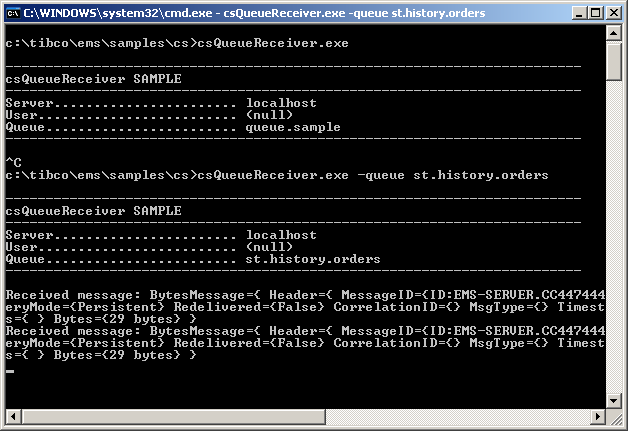 C:\WINDOWS\system32\cmd.exe - csQueueReceiver.exe -queue st.history.orders
c:\tibco\ems\samples\cs>csQueueReceiver.exe
------------------------------------------------------------------------
csQueueReceiver SAMPLE
------------------------------------------------------------------------
Server....................... localhost
User......................... (null)
Queue........................ queue.sample
------------------------------------------------------------------------
^C
c:\tibco\ems\samples\cs>csQueueReceiver.exe -queue st.history.orders
------------------------------------------------------------------------
csQueueReceiver SAMPLE
------------------------------------------------------------------------
Server....................... localhost
User......................... (null)
Queue........................ st.history.orders
------------------------------------------------------------------------
Received message: BytesMessage={ Header={ MessageID={ID:EMS-SERVER.CC447444
eryMode={Persistent} Redelivered={False} CorrelationID={} MsgType={} Timest
s={ } Bytes={29 bytes} }
Received message: BytesMessage={ Header={ MessageID={ID:EMS-SERVER.CC447444
eryMode={Persistent} Redelivered={False} CorrelationID={} MsgType={} Timest
s={ } Bytes={29 bytes} }